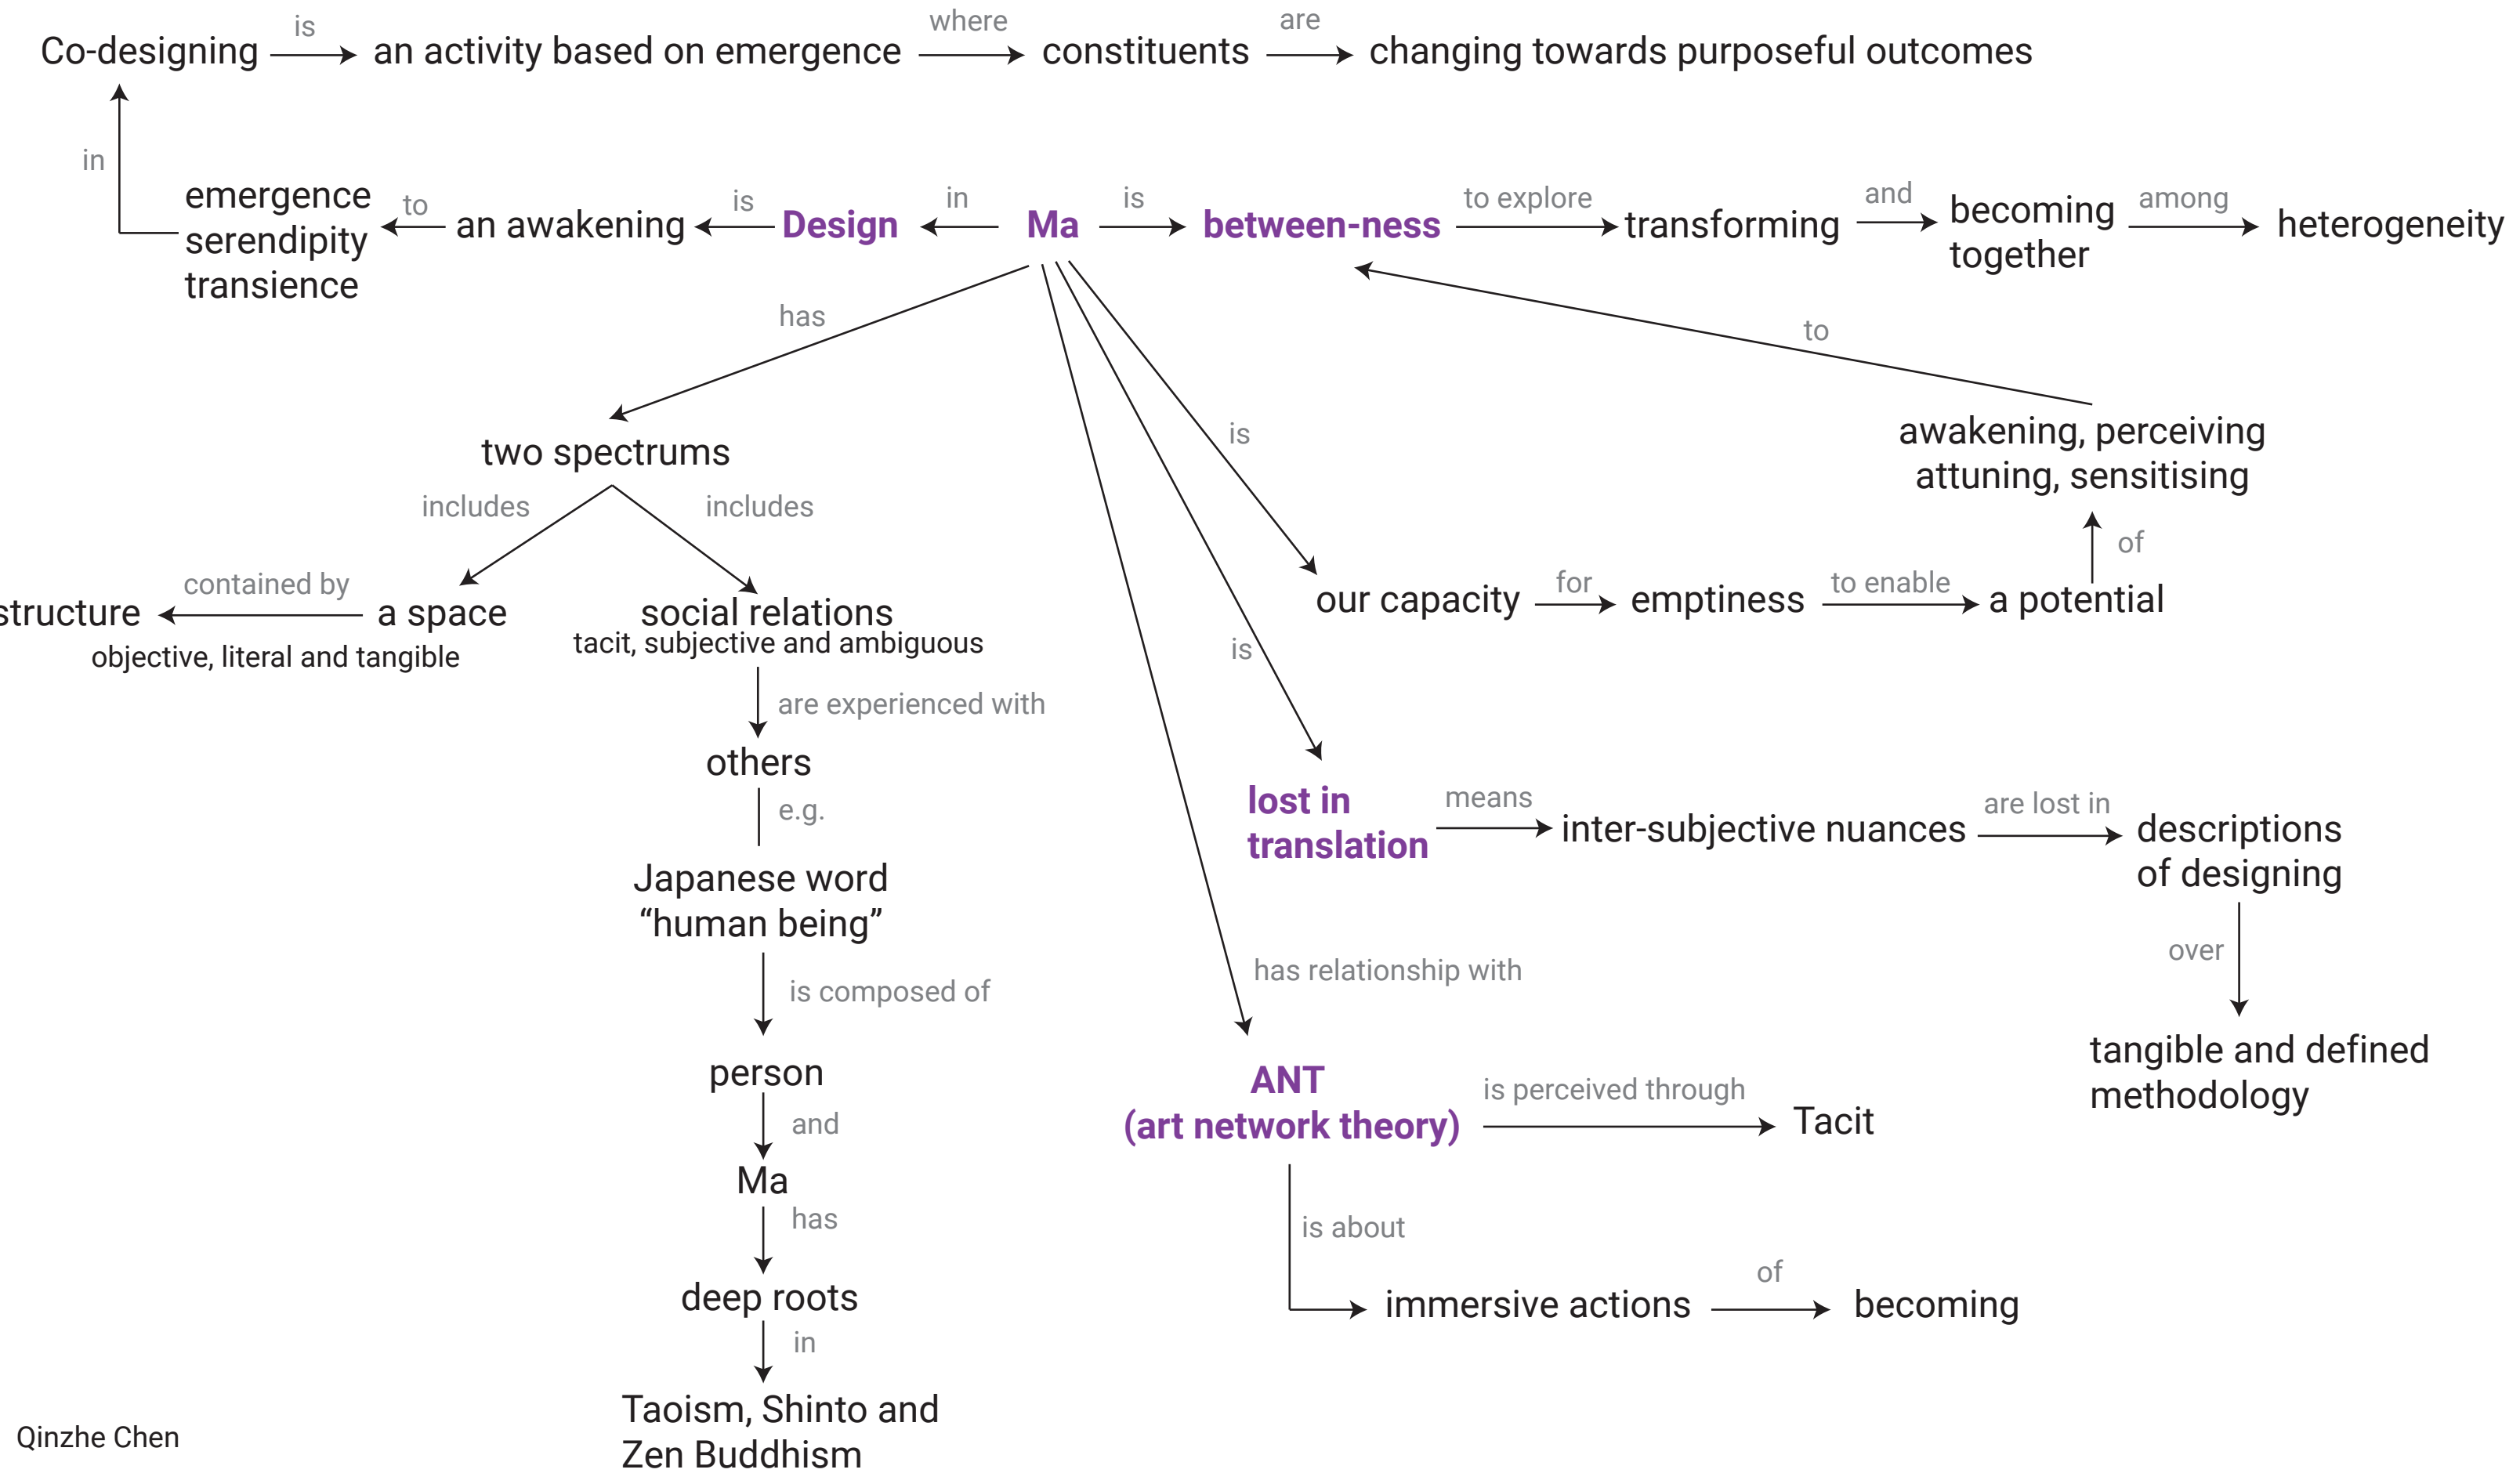 is
where
are
Co-designing
an activity based on emergence
constituents
changing towards purposeful outcomes
in
emergence
serendipity
transience
to
an awakening
is
Design
in
Ma
is
between-ness
to explore
transforming
and
becoming
together
among
heterogeneity
has
to
two spectrums
includes
includes
is
awakening, perceiving
attuning, sensitising
of
structure
contained by
a space
objective, literal and tangible
social relations
tacit, subjective and ambiguous
our capacity
for
emptiness
to enable
a potential
is
are experienced with
others
e.g.
Japanese word
“human being”
is composed of
person
and
Ma
has
deep roots
in
Taoism, Shinto and
Zen Buddhism
lost in
translation
means
inter-subjective nuances
are lost in
descriptions
of designing
over
tangible and defined
methodology
has relationship with
ANT
(art network theory)
is perceived through
Tacit
is about
immersive actions
of
becoming
Qinzhe Chen